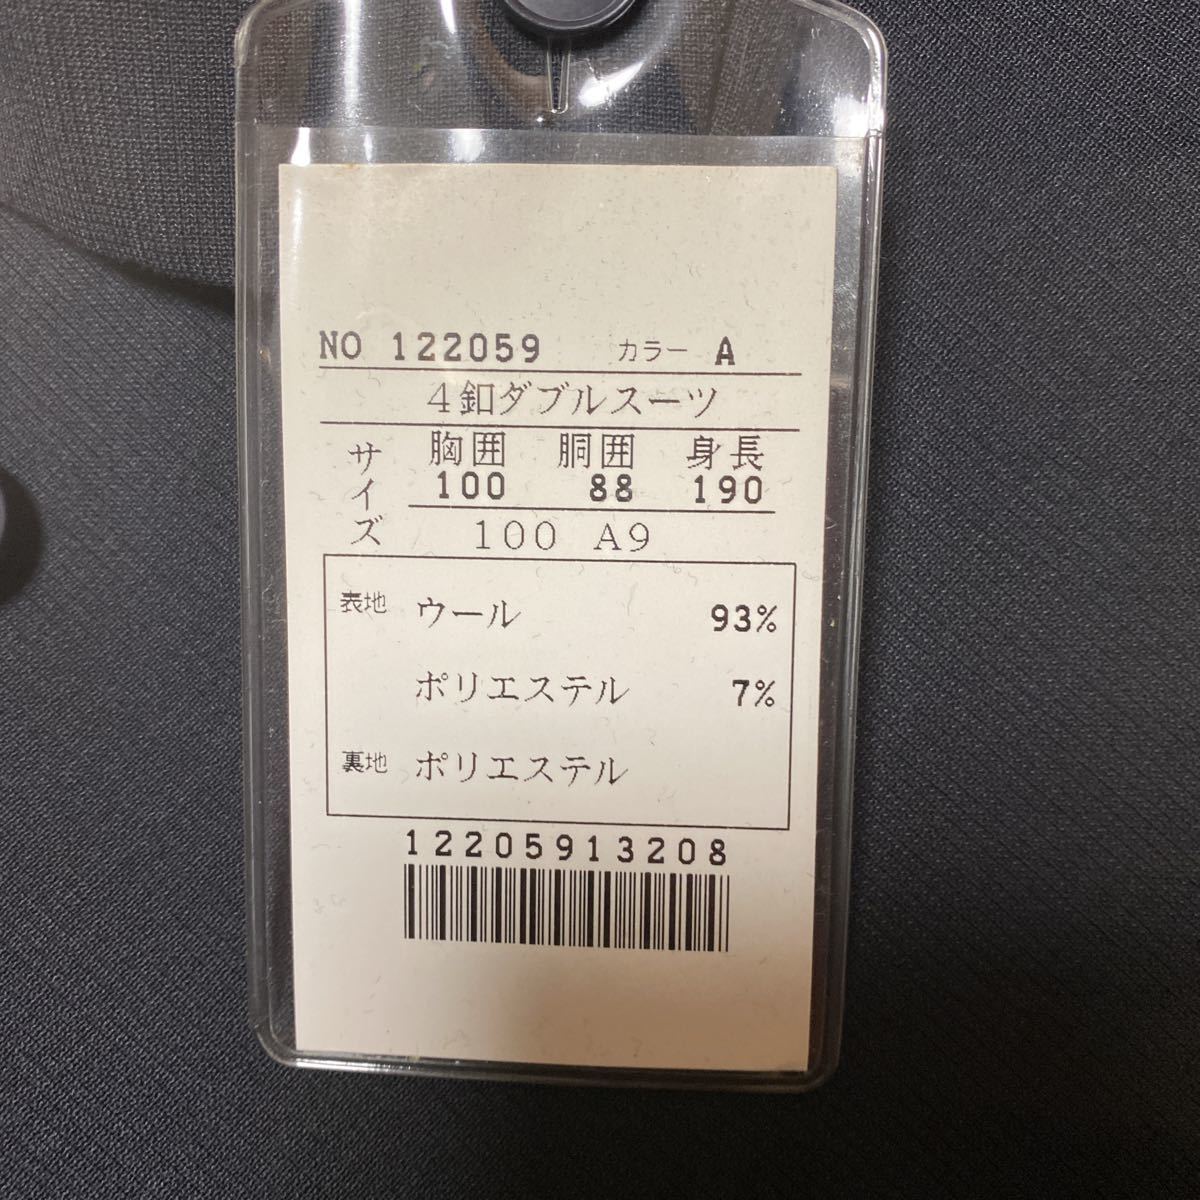 NO 122059 カラー A
4釦ダブルスーツ
サイズ
胸囲 胴囲 身長
100 88 190
100 A9
表地 ウール 93%
ポリエステル 7%
裏地 ポリエステル
12205913208